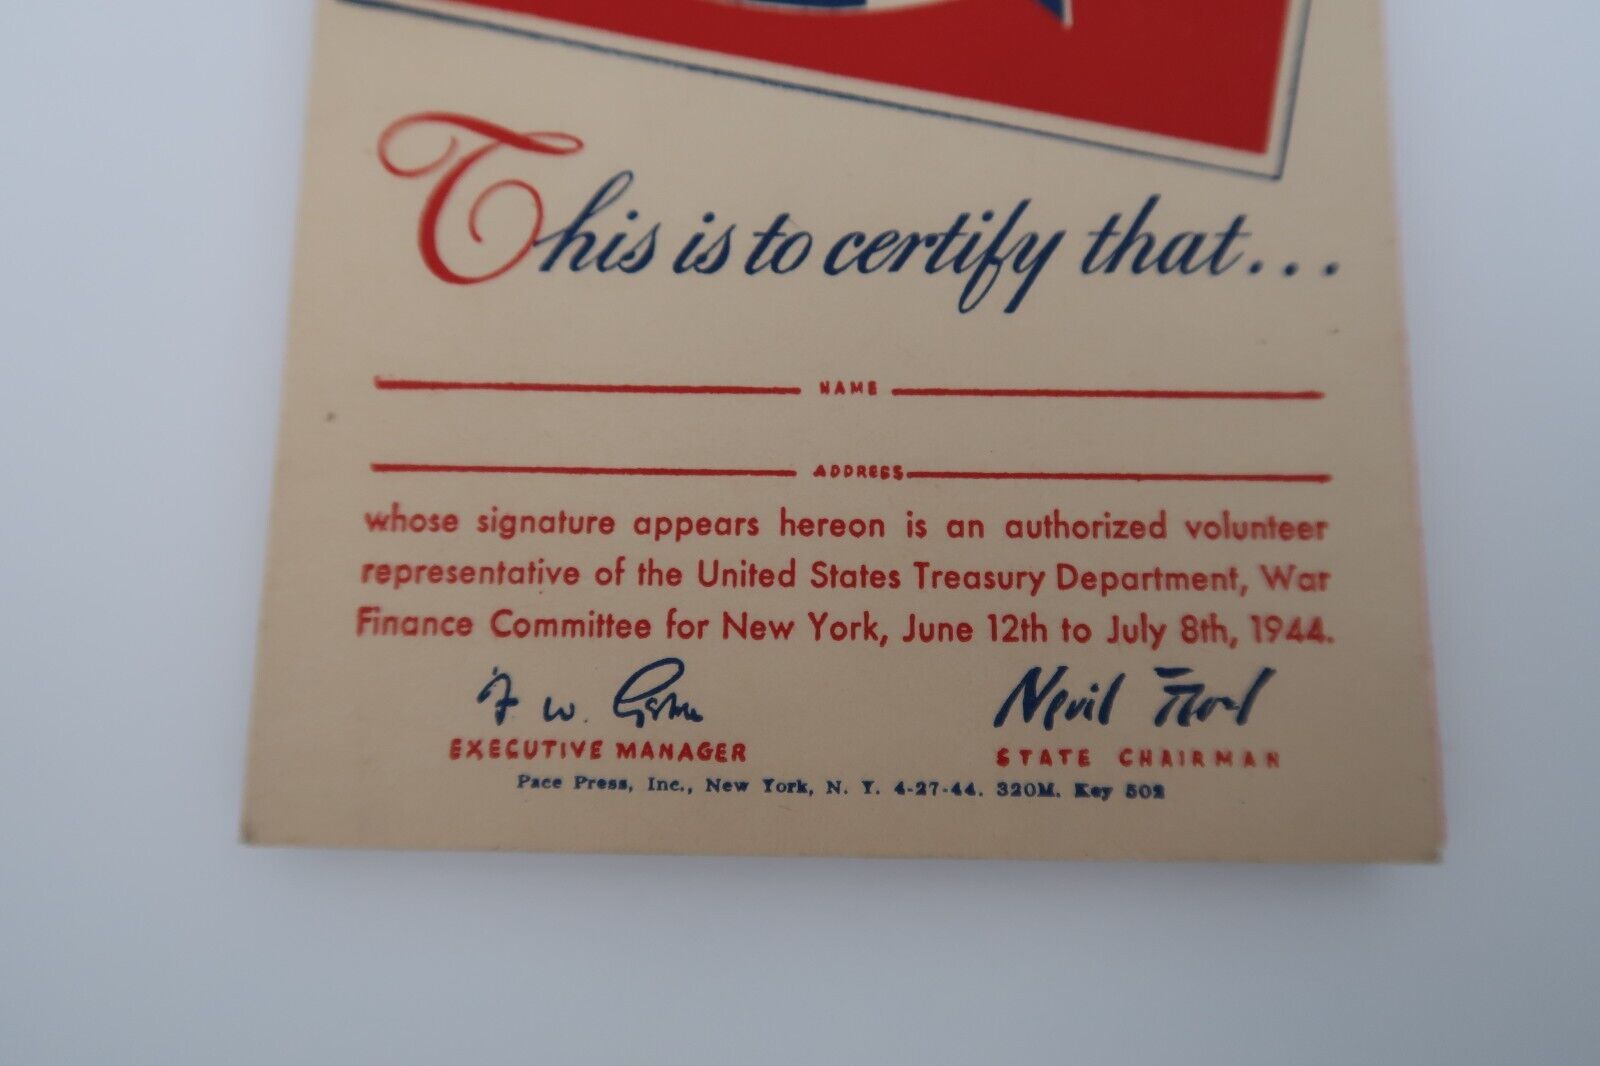 This is to certify that...
NAME
ADDRESS
whose signature appears hereon is an authorized volunteer
representative of the United States Treasury Department, War
Finance Committee for New York, June 12th to July 8th, 1944.
Nevil Ford
EXECUTIVE MANAGER STATE CHAIRMAN
Pace Press, Inc., New York, N. Y. 4-27-44. 320M. Key 502